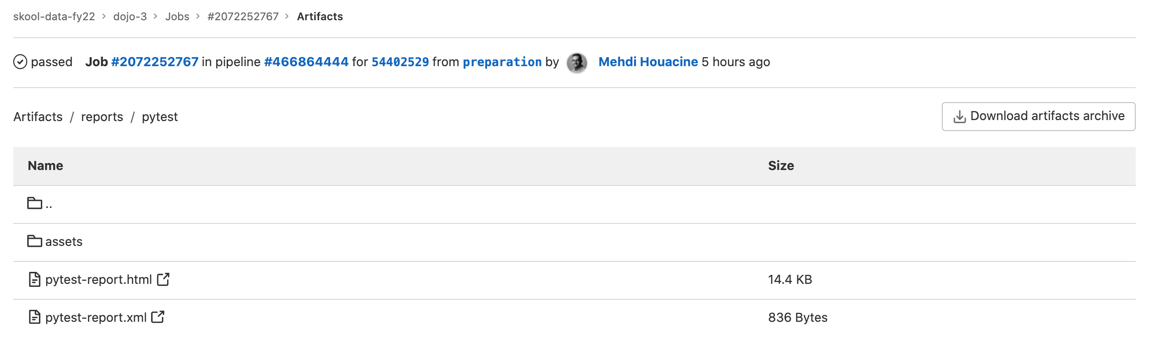 skool-data-fy22 > dojo-3 > Jobs > #2072252767 > Artifacts
passed Job #2072252767 in pipeline #466864444 for 54402529 from preparation by Mehdi Houacine 5 hours ago
Artifacts / reports / pytest
Download artifacts archive
Name Size
..
assets
pytest-report.html 14.4 KB
pytest-report.xml 836 Bytes